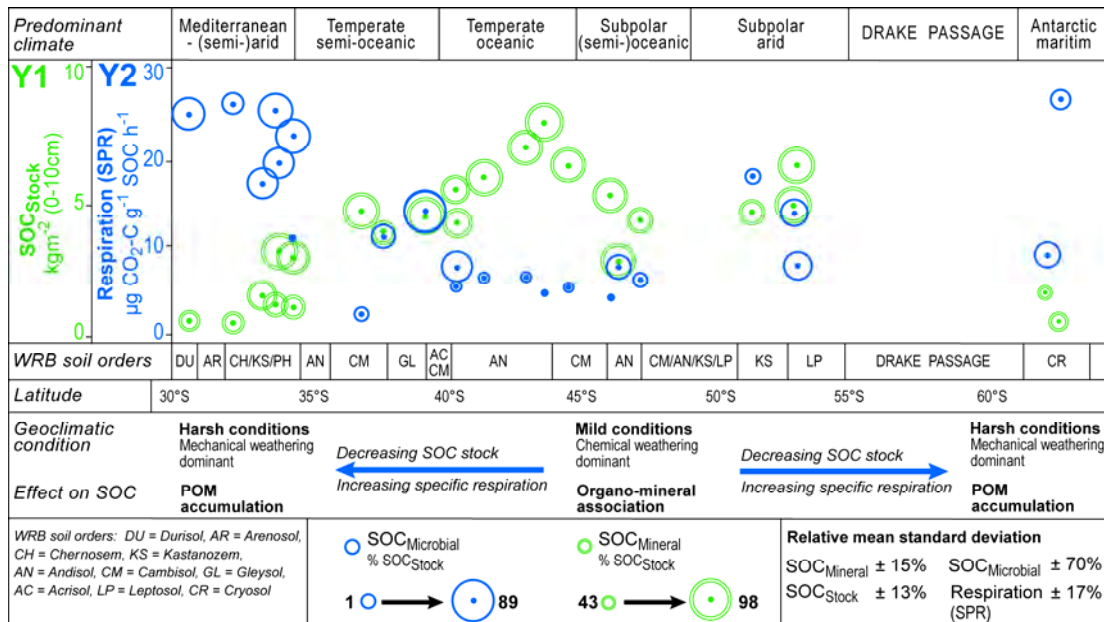 Predominant climate
Mediterranean - (semi-)arid
Temperate semi-oceanic
Temperate oceanic
Subpolar (semi-)oceanic
Subpolar arid
DRAKE PASSAGE
Antarctic maritim
Y1
Y2
10
5
0
SOCStock
kgm-2 (0-10cm)
30
20
10
0
Respiration (SPR)
µg CO2-C g-1 SOC h-1
WRB soil orders
DU AR CH/KS/PH AN CM GL AC CM AN CM AN CM/AN/KS/LP KS LP DRAKE PASSAGE CR
Latitude
30°S 35°S 40°S 45°S 50°S 55°S 60°S
Geoclimatic condition
Harsh conditions
Mechanical weathering
dominant
Decreasing SOC stock
Increasing specific respiration
Mild conditions
Chemical weathering
dominant
Decreasing SOC stock
Increasing specific respiration
Harsh conditions
Mechanical weathering
dominant
Effect on SOC
POM
accumulation
Organo-mineral
association
POM
accumulation
WRB soil orders: DU = Durisol, AR = Arenosol,
CH = Chernosem, KS = Kastanozem,
AN = Andisol, CM = Cambisol, GL = Gleysol,
AC = Acrisol, LP = Leptosol, CR = Cryosol
SOCMicrobial
% SOCStock
1 89
SOCMineral
% SOCStock
43 98
Relative mean standard deviation
SOCMineral ± 15% SOCMicrobial ± 70%
SOCStock ± 13% Respiration ± 17%
(SPR)